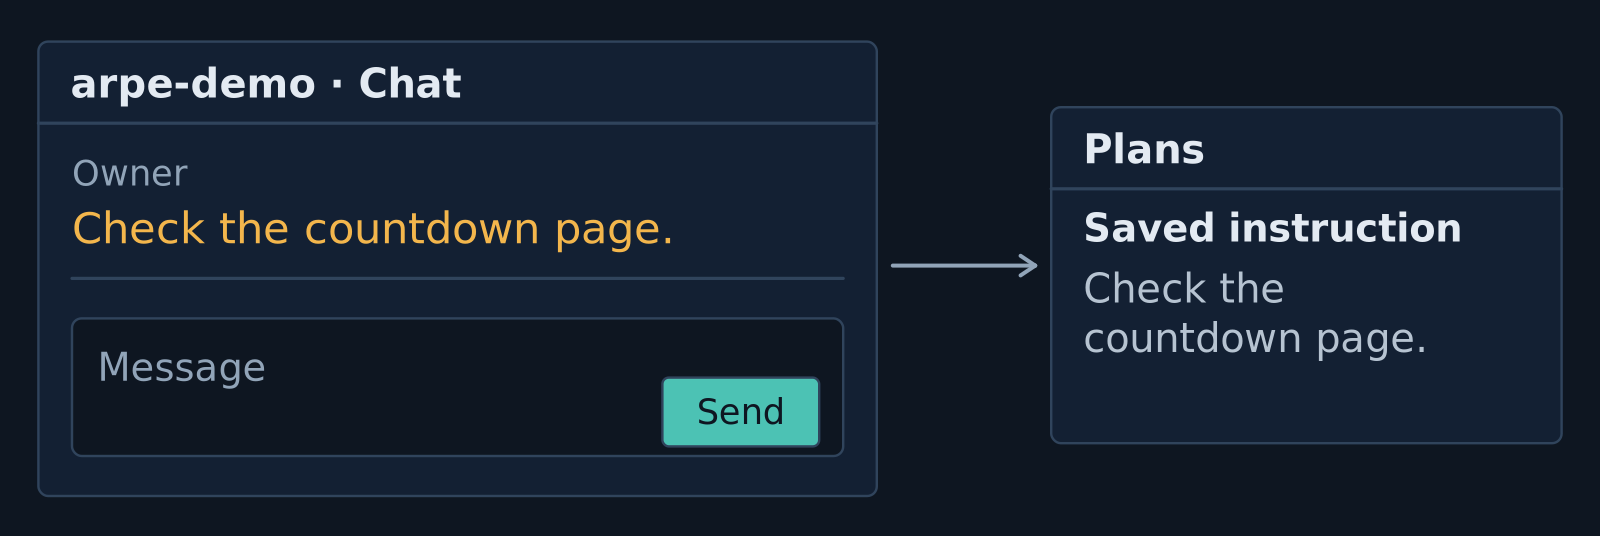 arpe-demo · Chat
Owner
Check the countdown page.
Message
Send
Plans
Saved instruction
Check the
countdown page.